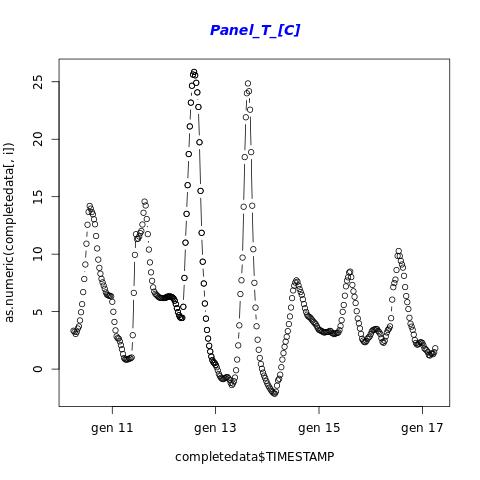 Panel_T_[C]
as.numeric(completedata[, i])
25
20
15
10
5
0
gen 11
gen 13
gen 15
gen 17
completedata$TIMESTAMP